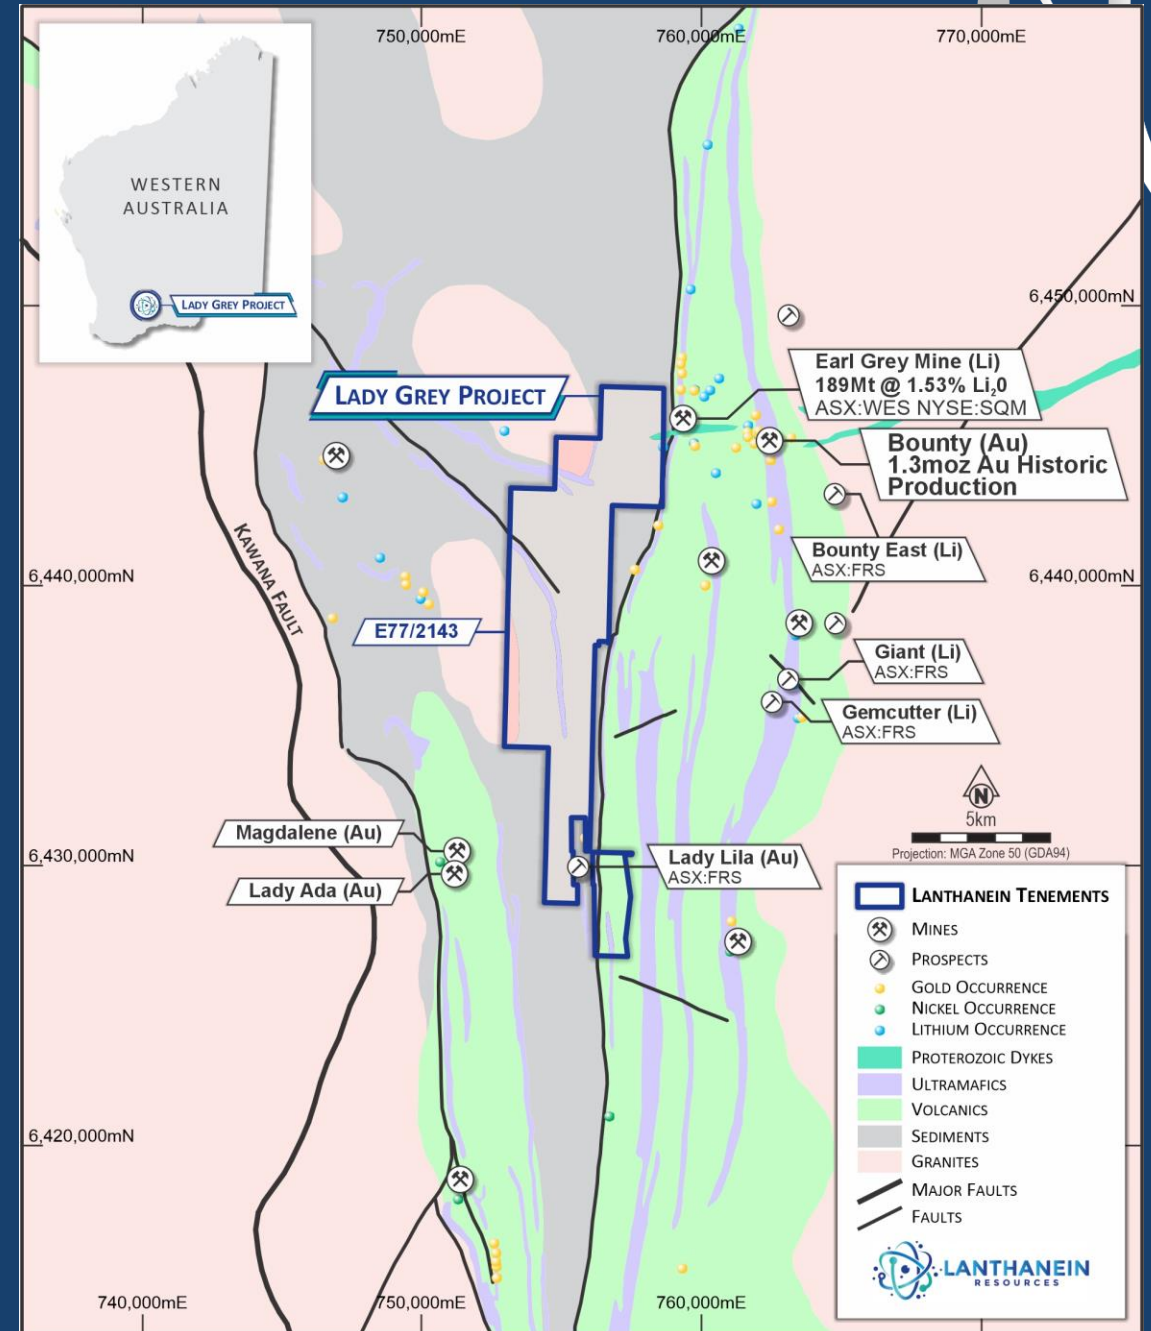 750,000mE
760,000mE
770,000mE
WESTERN
AUSTRALIA
LADY GREY PROJECT
6,450,000mN
LADY GREY PROJECT
Earl Grey Mine (Li)
189Mt @ 1.53% Li₂0
ASX:WES NYSE:SQM
Bounty (Au)
1.3moz Au Historic
Production
KAWANA FAULT
Bounty East (Li)
ASX:FRS
6,440,000mN
6,440,000mN
E77/2143
Giant (Li)
ASX:FRS
Gemcutter (Li)
ASX:FRS
N
5km
Projection: MGA Zone 50 (GDA94)
Magdalene (Au)
6,430,000mN
Lady Ada (Au)
Lady Lila (Au)
ASX:FRS
LANTHANEIN TENEMENTS
MINES
PROSPECTS
GOLD OCCURRENCE
NICKEL OCCURRENCE
LITHIUM OCCURRENCE
PROTEROZOIC DYKES
ULTRAMAFICS
VOLCANICS
SEDIMENTS
GRANITES
MAJOR FAULTS
FAULTS
6,420,000mN
LANTHANEIN
RESOURCES
740,000mE
750,000mE
760,000mE